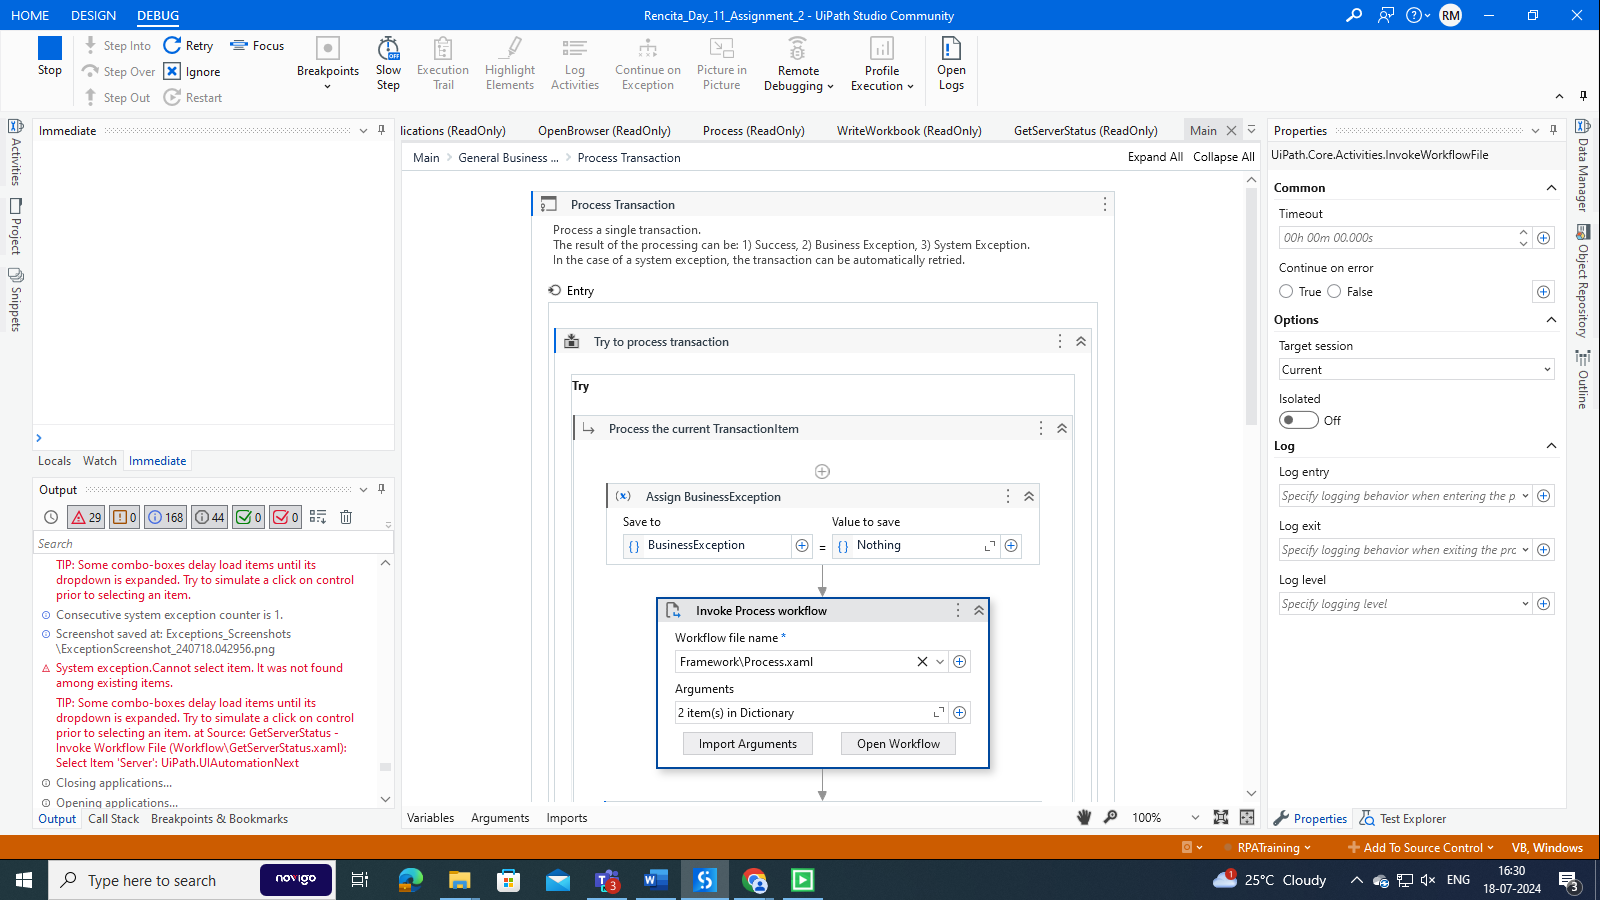 HOME DESIGN DEBUG
Rencita_Day_11_Assignment_2 - UiPath Studio Community
RM
Stop
Step Into
Step Over
Step Out
Retry
Ignore
Restart
Focus
Breakpoints
Slow Step
Execution Trail
Highlight Elements
Log Activities
Continue on Exception
Picture in Picture
Remote Debugging
Profile Execution
Open Logs
Activities
Project
Snippets
Immediate
Locals Watch Immediate
Output
29 0 168 44 0 0
Search
TIP: Some combo-boxes delay load items until its
dropdown is expanded. Try to simulate a click on control
prior to selecting an item.
Consecutive system exception counter is 1.
Screenshot saved at: Exceptions_Screenshots
\ExceptionScreenshot_240718.042956.png
System exception.Cannot select item. It was not found
among existing items.
TIP: Some combo-boxes delay load items until its
dropdown is expanded. Try to simulate a click on control
prior to selecting an item. at Source: GetServerStatus -
Invoke Workflow File (Workflow\GetServerStatus.xaml):
Select Item 'Server': UiPath.UIAutomationNext
Closing applications...
Opening applications...
Output Call Stack Breakpoints & Bookmarks
lications (ReadOnly) OpenBrowser (ReadOnly) Process (ReadOnly) WriteWorkbook (ReadOnly) GetServerStatus (ReadOnly) Main
Main > General Business ... > Process Transaction
Expand All Collapse All
Process Transaction
Process a single transaction.
The result of the processing can be: 1) Success, 2) Business Exception, 3) System Exception.
In the case of a system exception, the transaction can be automatically retried.
Entry
Try to process transaction
Try
Process the current TransactionItem
(x) Assign BusinessException
Save to Value to save
{ } BusinessException = { } Nothing
Invoke Process workflow
Workflow file name *
Framework\Process.xaml
Arguments
2 item(s) in Dictionary
Import Arguments Open Workflow
Variables Arguments Imports
100%
Properties
UiPath.Core.Activities.InvokeWorkflowFile
Common
Timeout
00h 00m 00.000s
Continue on error
True False
Options
Target session
Current
Isolated
Off
Log
Log entry
Specify logging behavior when entering the p
Log exit
Specify logging behavior when exiting the prc
Log level
Specify logging level
Properties Test Explorer
Data Manager
Object Repository
Outline
0 RPATraining Add To Source Control VB, Windows
Type here to search
novigo
3
1
25°C Cloudy
ENG
16:30
18-07-2024
3